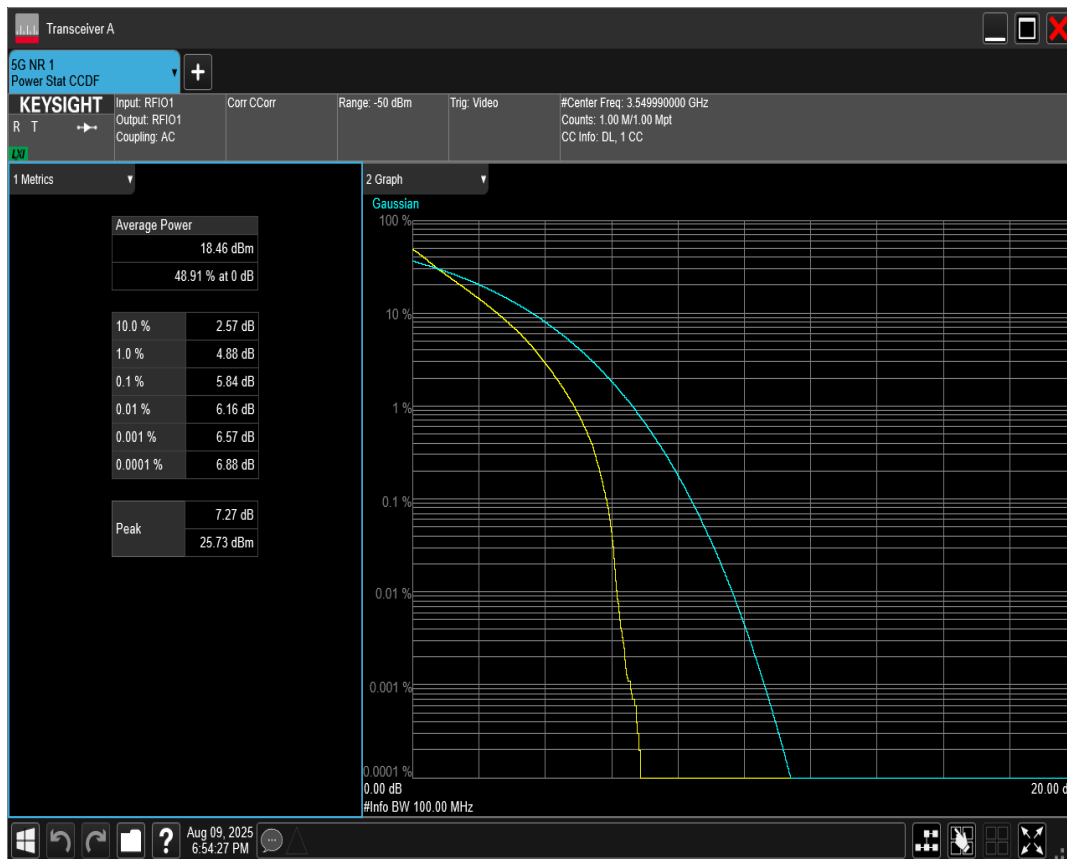 Transceiver A
5G NR 1
Power Stat CCDF
KEYSIGHT
R T
LXI
Input: RFIO1
Output: RFIO1
Coupling: AC
Corr CCorr
Range: -50 dBm
Trig: Video
#Center Freq: 3.549990000 GHz
Counts: 1.00 M/1.00 Mpt
CC Info: DL, 1 CC
1 Metrics
Average Power
18.46 dBm
48.91 % at 0 dB
10.0 % 2.57 dB
1.0 % 4.88 dB
0.1 % 5.84 dB
0.01 % 6.16 dB
0.001 % 6.57 dB
0.0001 % 6.88 dB
Peak
7.27 dB
25.73 dBm
2 Graph
Gaussian
100 %
10 %
1 %
0.1 %
0.01 %
0.001 %
0.0001 %
0.00 dB
20.00 d
#Info BW 100.00 MHz
?
Aug 09, 2025
6:54:27 PM